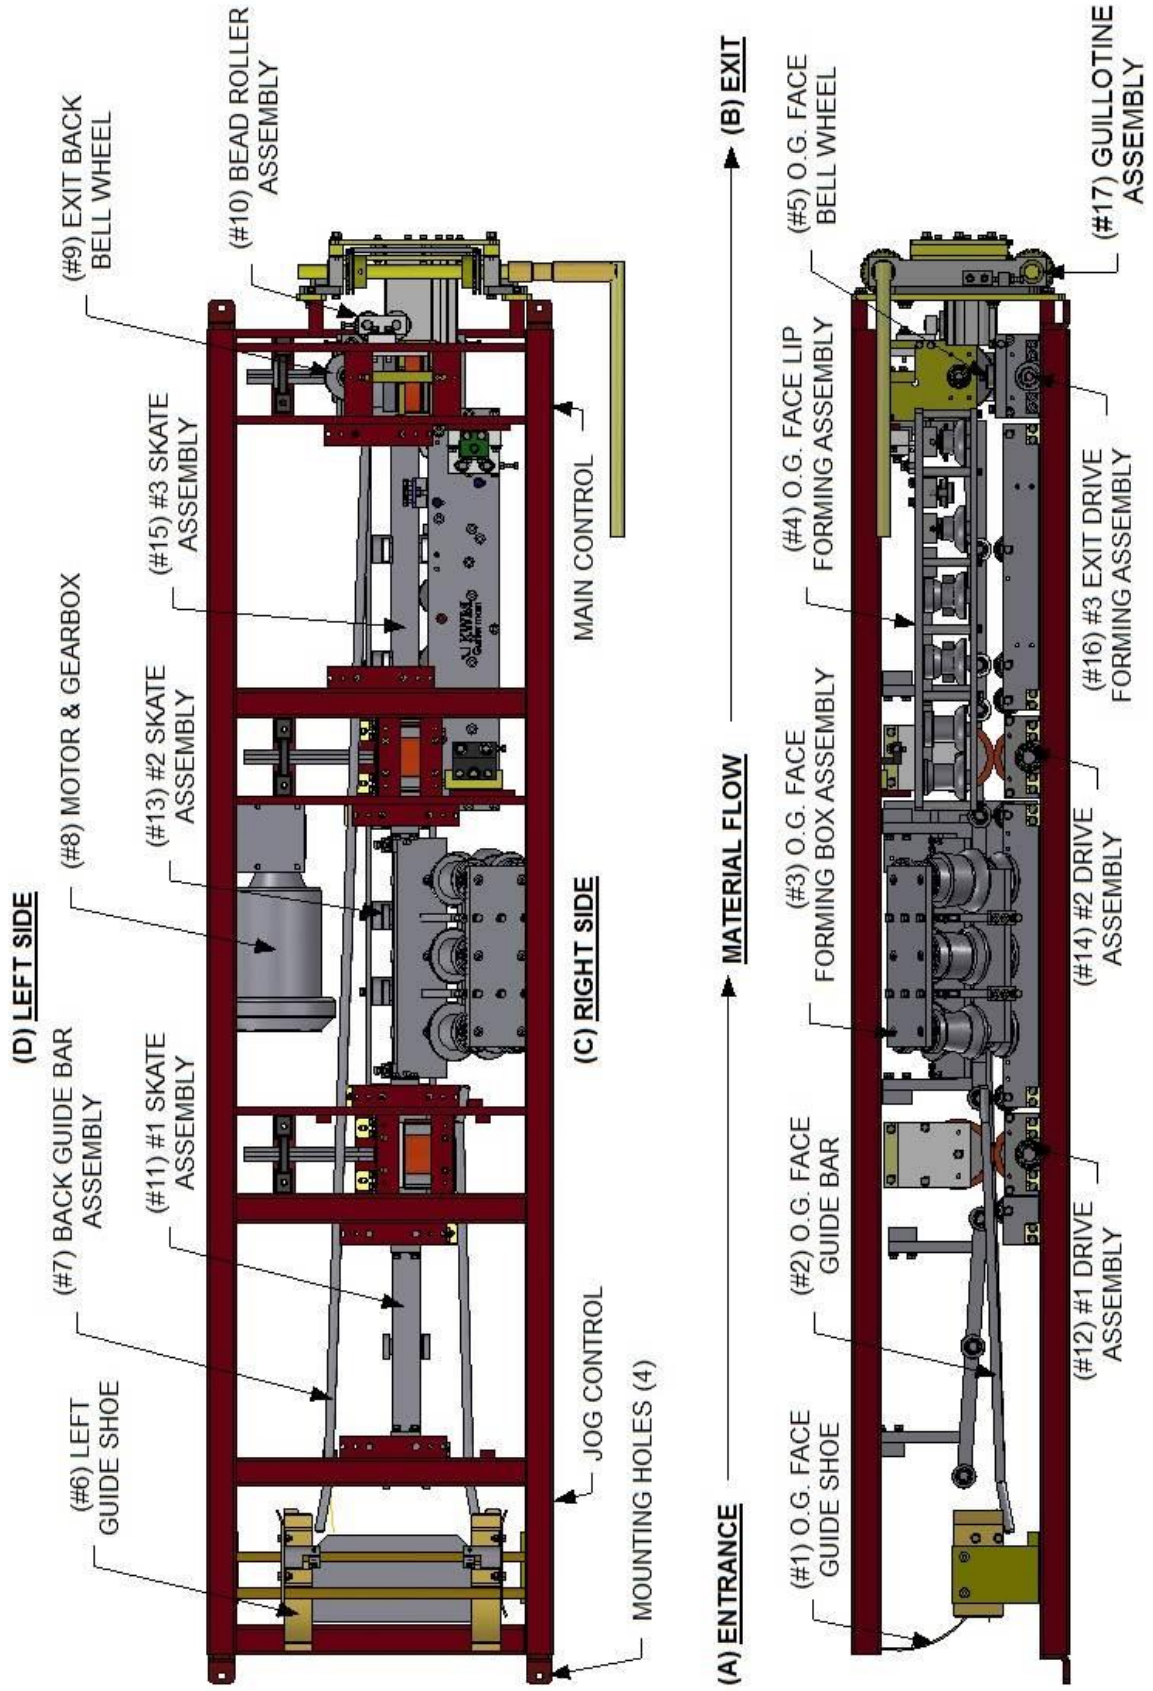 (D) LEFT SIDE
(#6) LEFT
GUIDE SHOE
(#7) BACK GUIDE BAR
ASSEMBLY
(#11) #1 SKATE
ASSEMBLY
(#8) MOTOR & GEARBOX
(#13) #2 SKATE
ASSEMBLY
(#15) #3 SKATE
ASSEMBLY
(#9) EXIT BACK
BELL WHEEL
(#10) BEAD ROLLER
ASSEMBLY
KWM
Gutterman
MOUNTING HOLES (4)
JOG CONTROL
(C) RIGHT SIDE
MAIN CONTROL
(A) ENTRANCE
MATERIAL FLOW
(B) EXIT
(#1) O.G. FACE
GUIDE SHOE
(#2) O.G. FACE
GUIDE BAR
(#3) O.G. FACE
FORMING BOX ASSEMBLY
(#4) O.G. FACE LIP
FORMING ASSEMBLY
(#5) O.G. FACE
BELL WHEEL
(#12) #1 DRIVE
ASSEMBLY
(#14) #2 DRIVE
ASSEMBLY
(#16) #3 EXIT DRIVE
FORMING ASSEMBLY
(#17) GUILLOTINE
ASSEMBLY